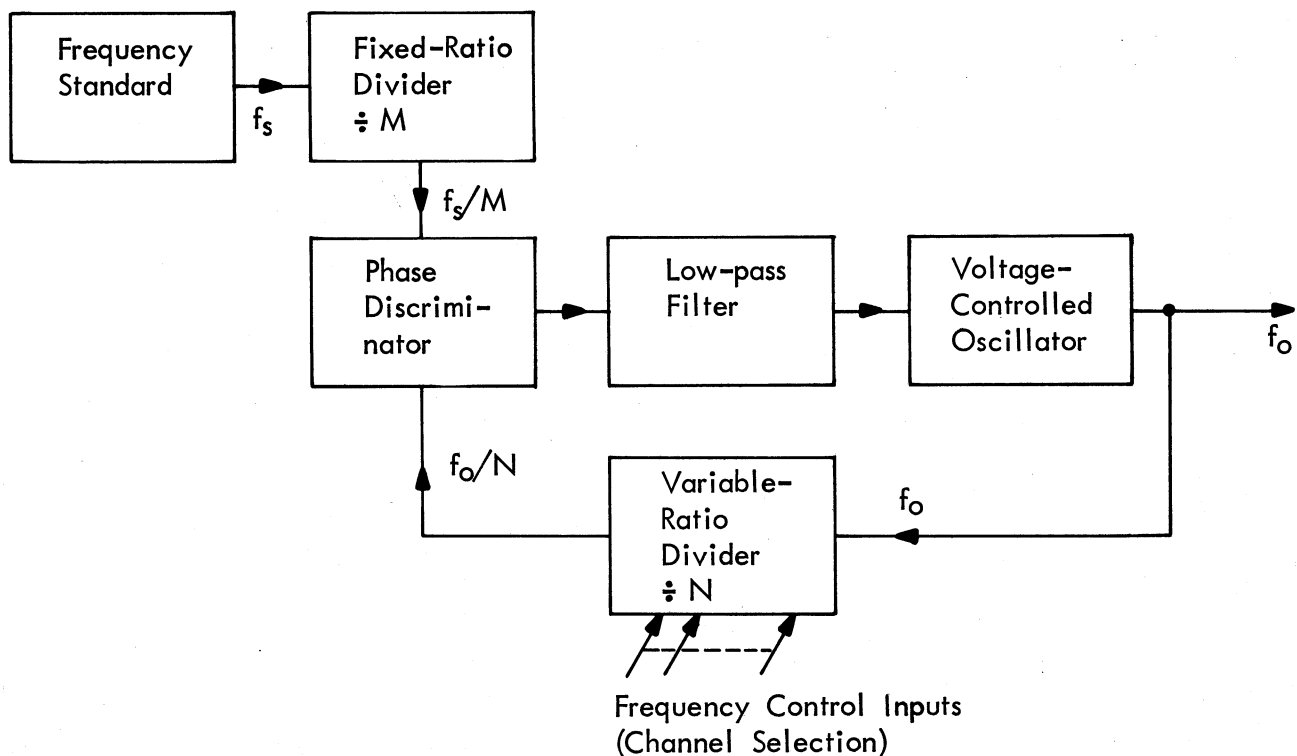 Frequency
Standard
f_s
Fixed-Ratio
Divider
÷ M
f_s/M
Phase
Discrimi-
nator
Low-pass
Filter
Voltage-
Controlled
Oscillator
f_o
f_o/N
Variable-
Ratio
Divider
÷ N
f_o
Frequency Control Inputs
(Channel Selection)